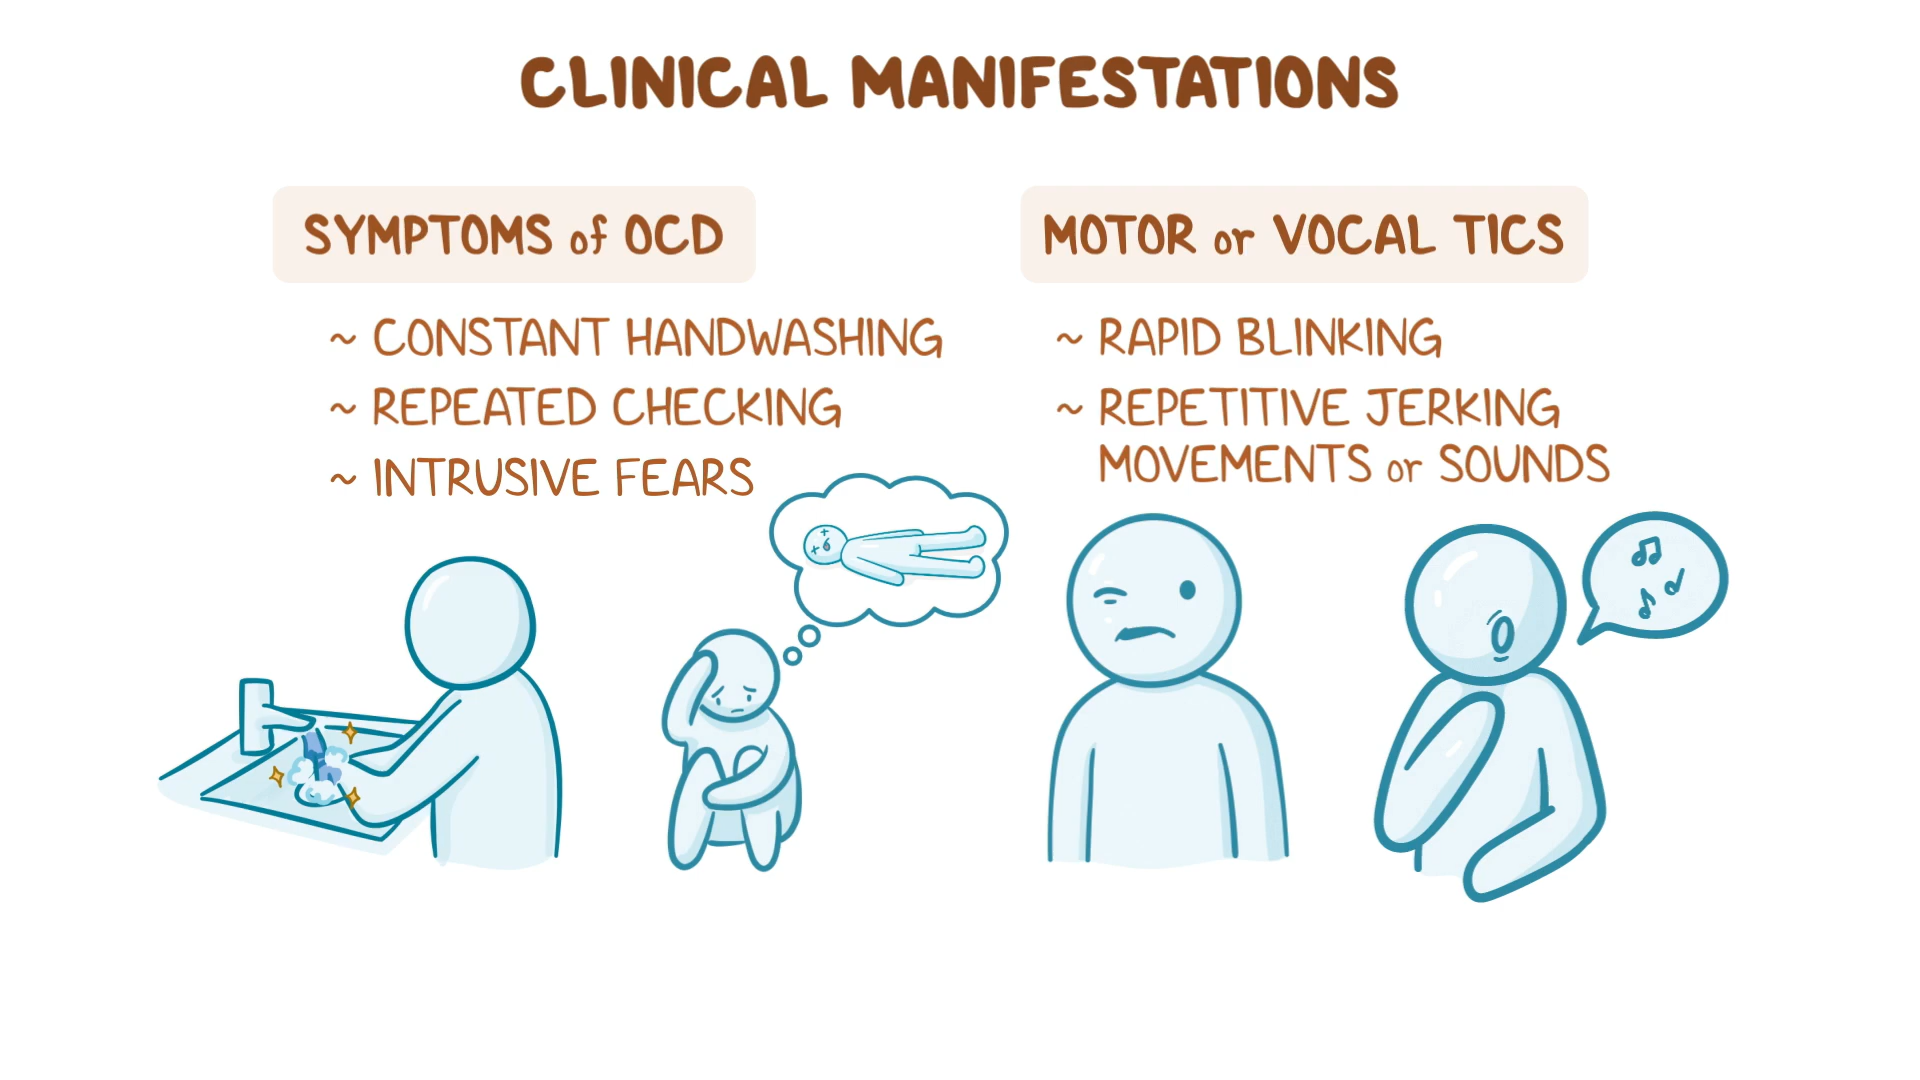 CLINICAL MANIFESTATIONS
SYMPTOMS of OCD
~ CONSTANT HANDWASHING
~ REPEATED CHECKING
~ INTRUSIVE FEARS
MOTOR or VOCAL TICS
~ RAPID BLINKING
~ REPETITIVE JERKING
MOVEMENTS or SOUNDS